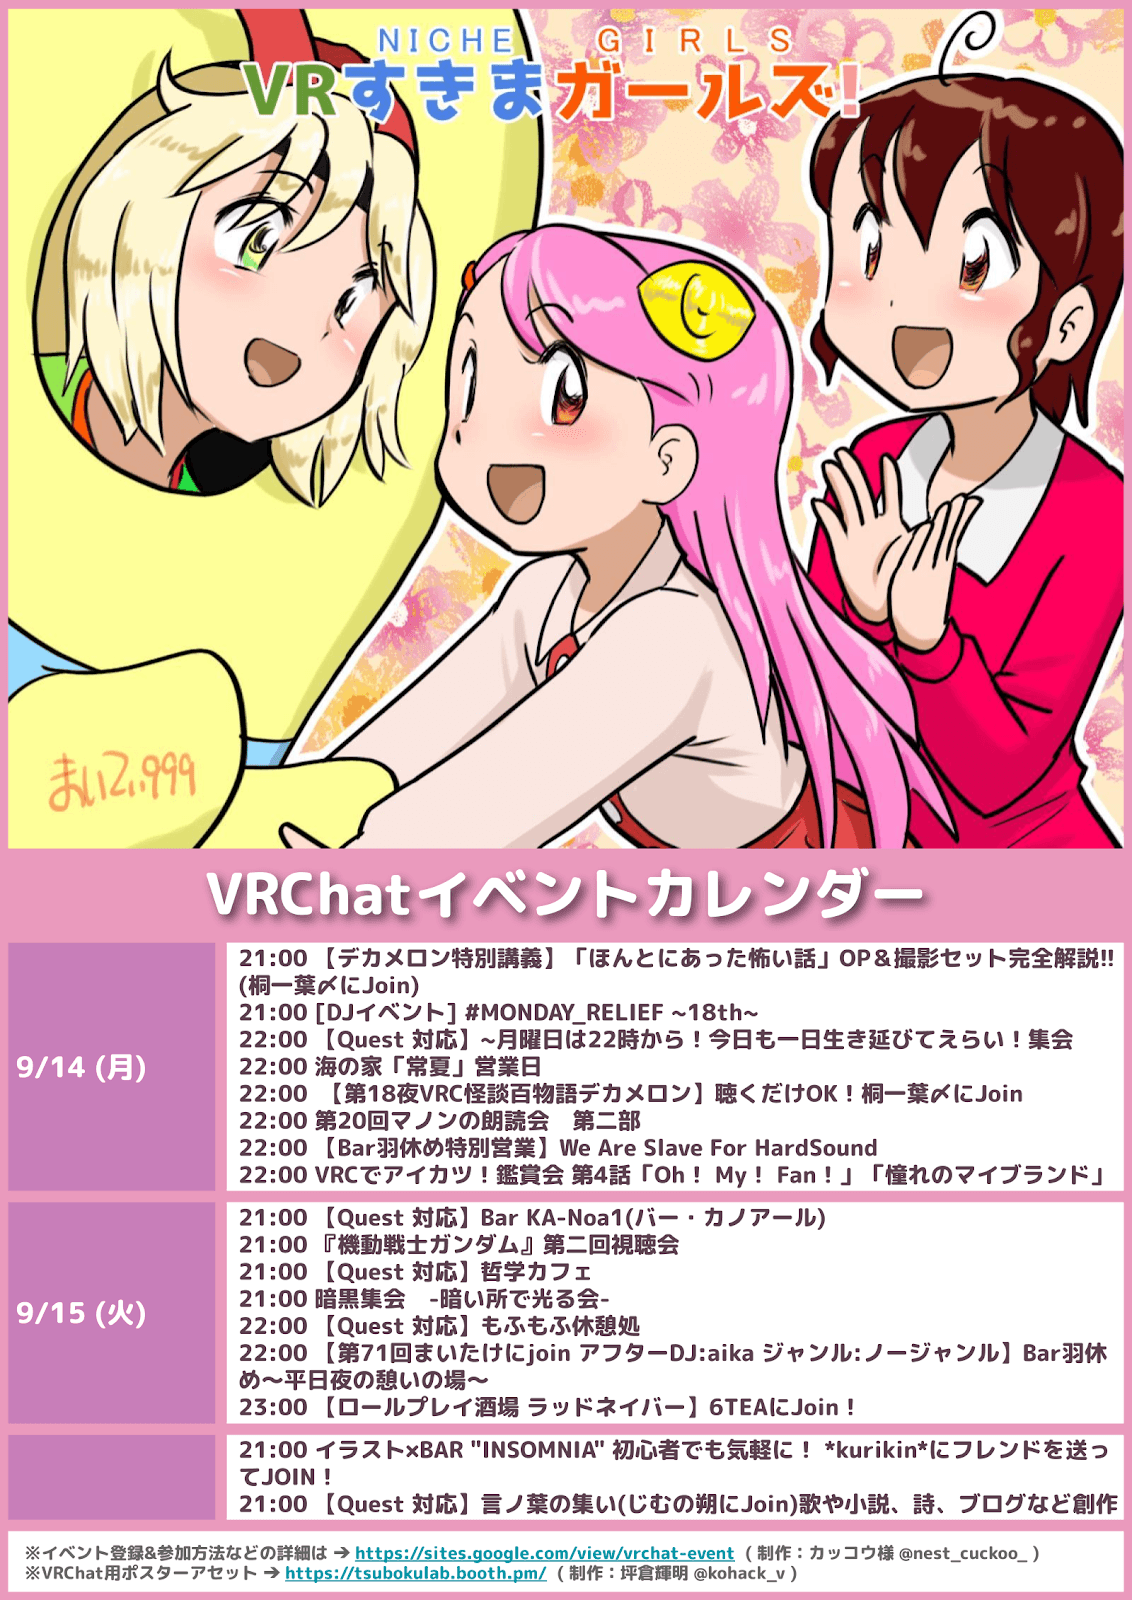 NICHE GIRLS
VRすきまガールズ!
まいてぃ999
VRChatイベントカレンダー
9/14 (月)
21:00 【デカメロン特別講義】「ほんとにあった怖い話」OP＆撮影セット完全解説!!
(桐一葉〆にJoin)
21:00 [DJイベント] #MONDAY_RELIEF ~18th~
22:00 【Quest 対応】~月曜日は22時から！今日も一日生き延びてえらい！集会
22:00 海の家「常夏」営業日
22:00 【第18夜VRC怪談百物語デカメロン】聴くだけOK！桐一葉〆にJoin
22:00 第20回マノンの朗読会　第二部
22:00 【Bar羽休め特別営業】We Are Slave For HardSound
22:00 VRCでアイカツ！鑑賞会 第4話「Oh！ My！ Fan！」「憧れのマイブランド」
9/15 (火)
21:00 【Quest 対応】Bar KA-Noa1(バー・カノアール)
21:00 『機動戦士ガンダム』第二回視聴会
21:00 【Quest 対応】哲学カフェ
21:00 暗黒集会　-暗い所で光る会-
22:00 【Quest 対応】もふもふ休憩処
22:00 【第71回まいたけにjoin アフターDJ:aika ジャンル:ノージャンル】Bar羽休
め～平日夜の憩いの場～
23:00 【ロールプレイ酒場 ラッドネイバー】6TEAにJoin！
21:00 イラスト×BAR "INSOMNIA" 初心者でも気軽に！ *kurikin*にフレンドを送っ
てJOIN！
21:00 【Quest 対応】言ノ葉の集い(じむの朔にJoin)歌や小説、詩、ブログなど創作
※イベント登録&参加方法などの詳細は ➔ https://sites.google.com/view/vrchat-event ( 制作：カッコウ様 @nest_cuckoo_ )
※VRChat用ポスターアセット ➔ https://tsubokulab.booth.pm/ ( 制作：坪倉輝明 @kohack_v )